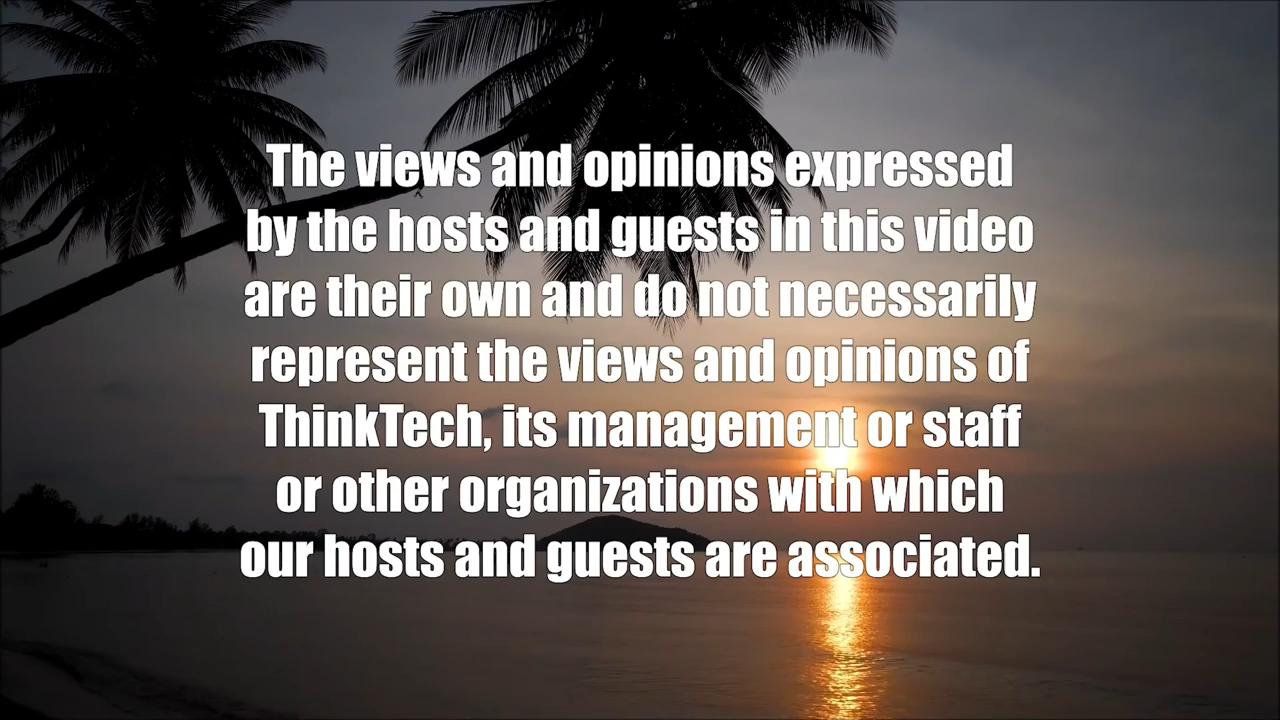 The views and opinions expressed
by the hosts and guests in this video
are their own and do not necessarily
represent the views and opinions of
ThinkTech, its management or staff
or other organizations with which
our hosts and guests are associated.